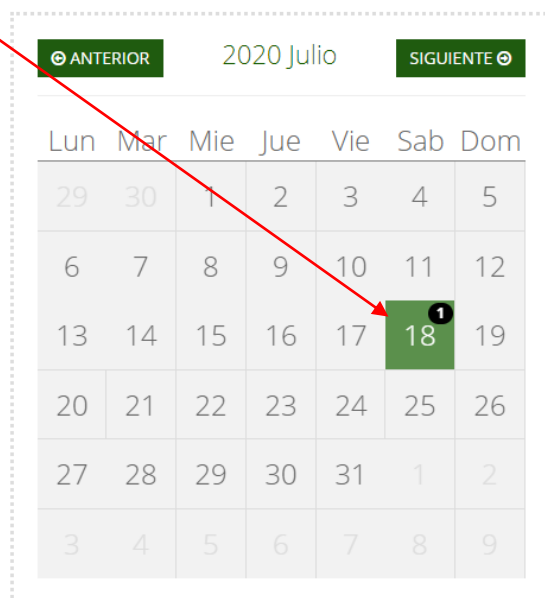 ANTERIOR 2020 Julio SIGUIENTE
Lun Mar Mie Jue Vie Sab Dom
29 30 1 2 3 4 5
6 7 8 9 10 11 12
13 14 15 16 17 18 1 19
20 21 22 23 24 25 26
27 28 29 30 31 1 2
3 4 5 6 7 8 9